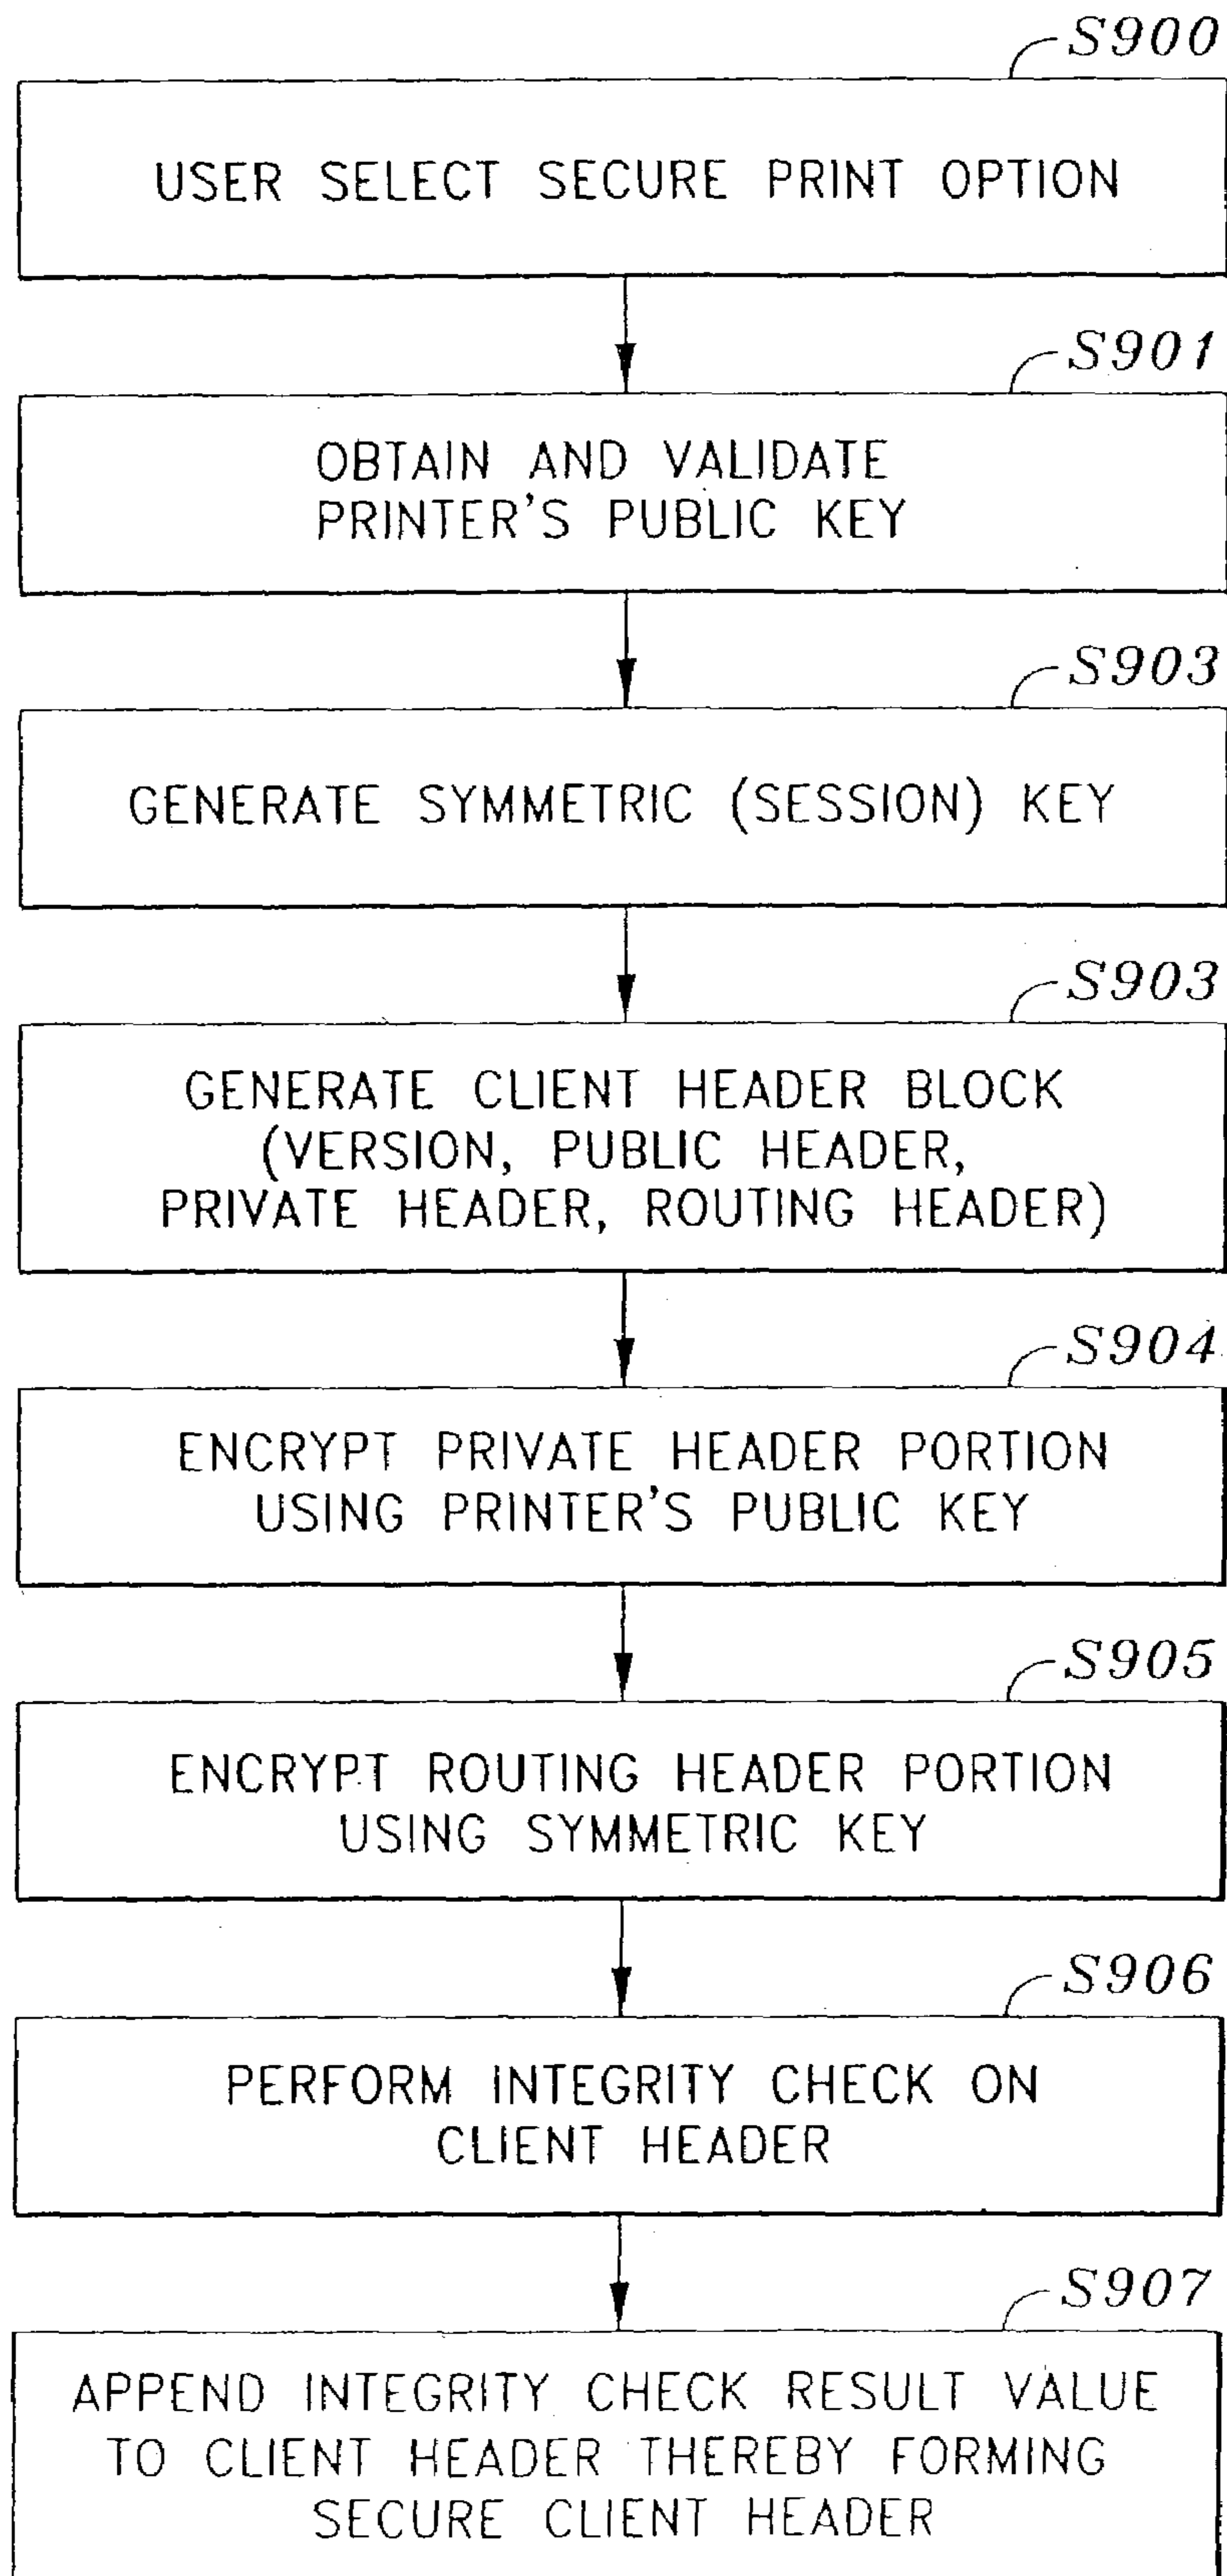 S900
USER SELECT SECURE PRINT OPTION
S901
OBTAIN AND VALIDATE
PRINTER'S PUBLIC KEY
S903
GENERATE SYMMETRIC (SESSION) KEY
S903
GENERATE CLIENT HEADER BLOCK
(VERSION, PUBLIC HEADER,
PRIVATE HEADER, ROUTING HEADER)
S904
ENCRYPT PRIVATE HEADER PORTION
USING PRINTER'S PUBLIC KEY
S905
ENCRYPT ROUTING HEADER PORTION
USING SYMMETRIC KEY
S906
PERFORM INTEGRITY CHECK ON
CLIENT HEADER
S907
APPEND INTEGRITY CHECK RESULT VALUE
TO CLIENT HEADER THEREBY FORMING
SECURE CLIENT HEADER